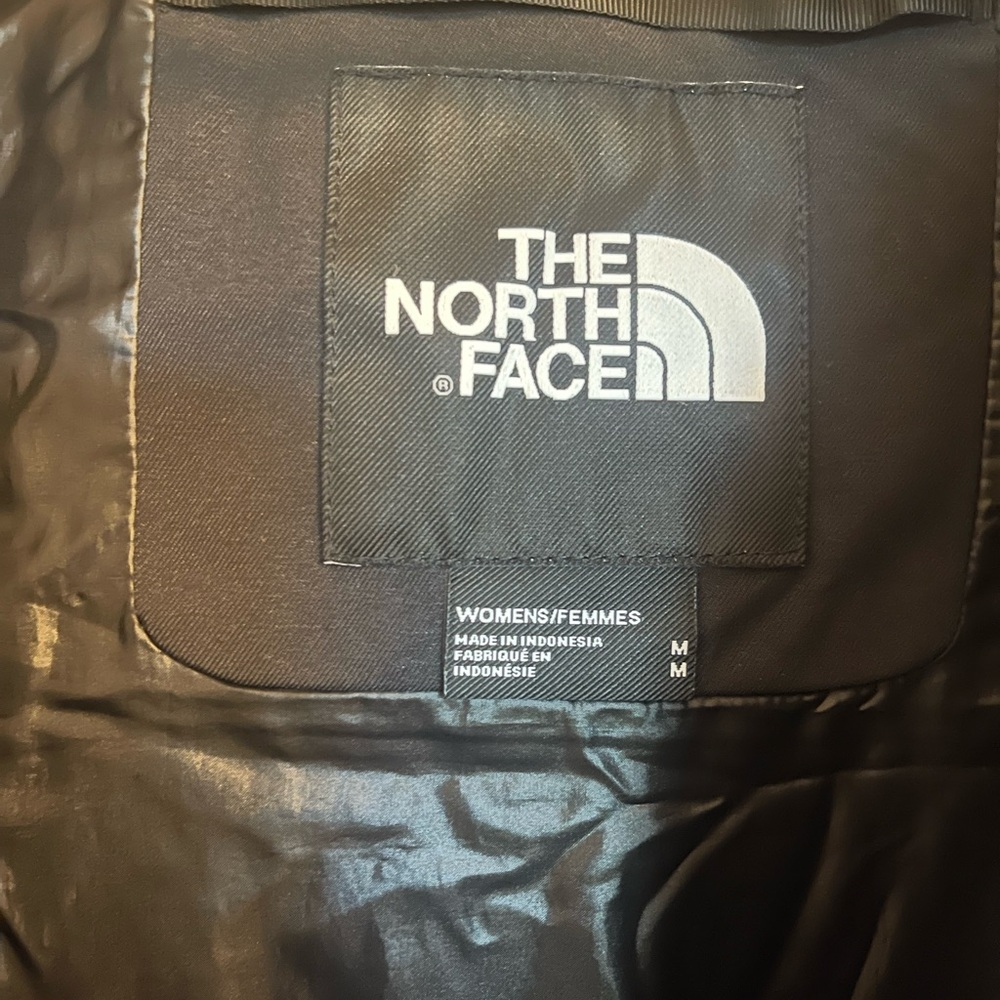 THE
NORTH
®FACE
WOMENS/FEMMES
MADE IN INDONESIA M
FABRIQUÉ EN
INDONÉSIE M